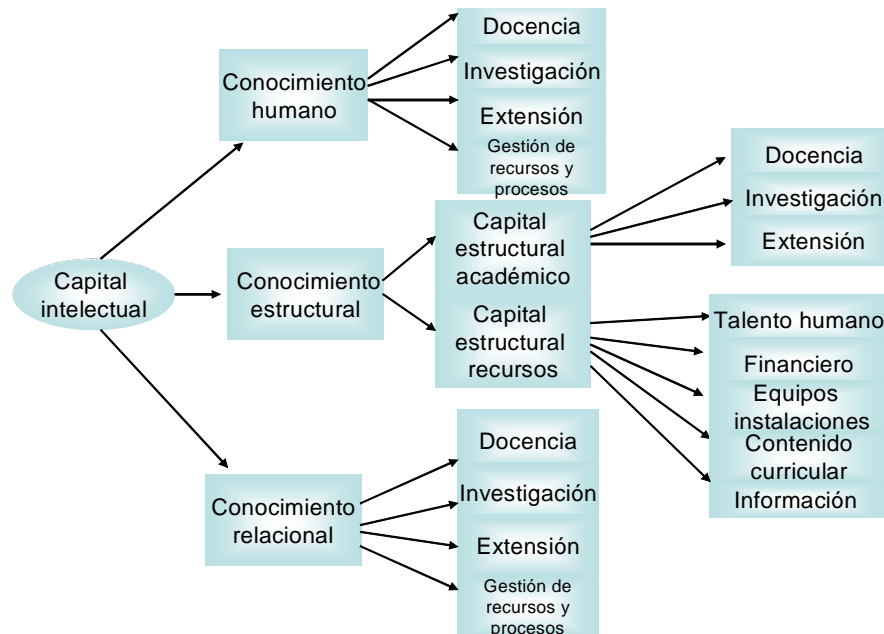 Capital
intelectual
Conocimiento
humano
Docencia
Investigación
Extensión
Gestión de
recursos y
procesos
Conocimiento
estructural
Capital
estructural
académico
Docencia
Investigación
Extensión
Capital
estructural
recursos
Talento humano
Financiero
Equipos
instalaciones
Contenido
curricular
Información
Conocimiento
relacional
Docencia
Investigación
Extensión
Gestión de
recursos y
procesos